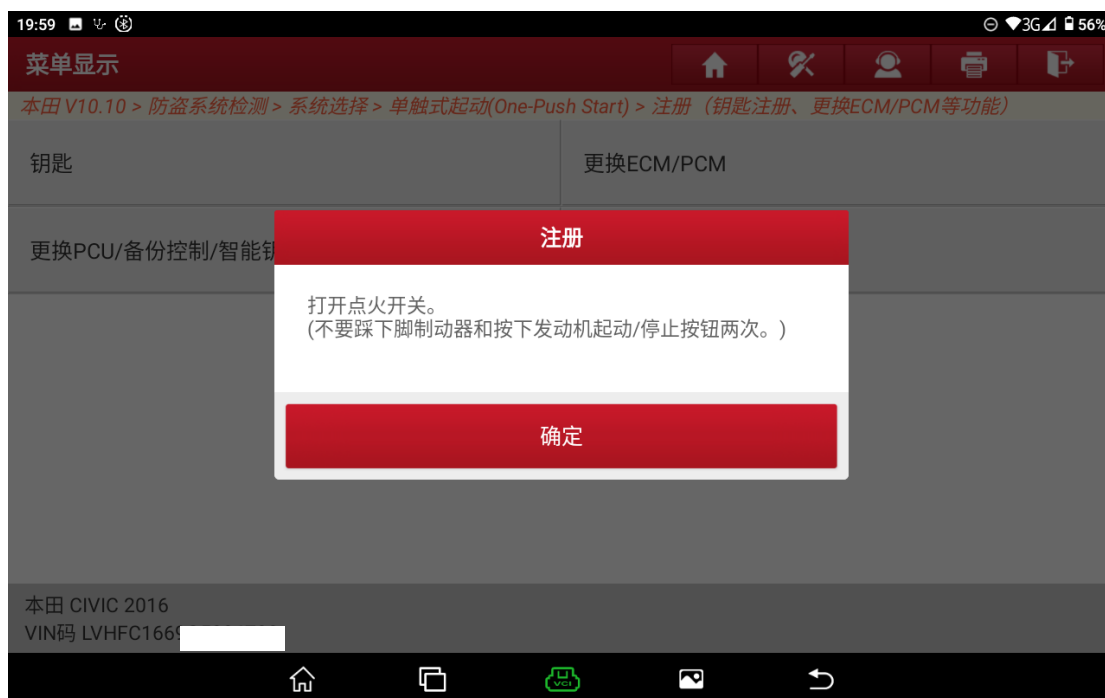 19:59
3G
56%
菜单显示
本田 V10.10 > 防盗系统检测 > 系统选择 > 单触式起动(One-Push Start) > 注册（钥匙注册、更换ECM/PCM等功能）
钥匙
更换ECM/PCM
更换PCU/备份控制/智能钥
注册
打开点火开关。
(不要踩下脚制动器和按下发动机起动/停止按钮两次。)
确定
本田 CIVIC 2016
VIN码 LVHFC1669
VCI